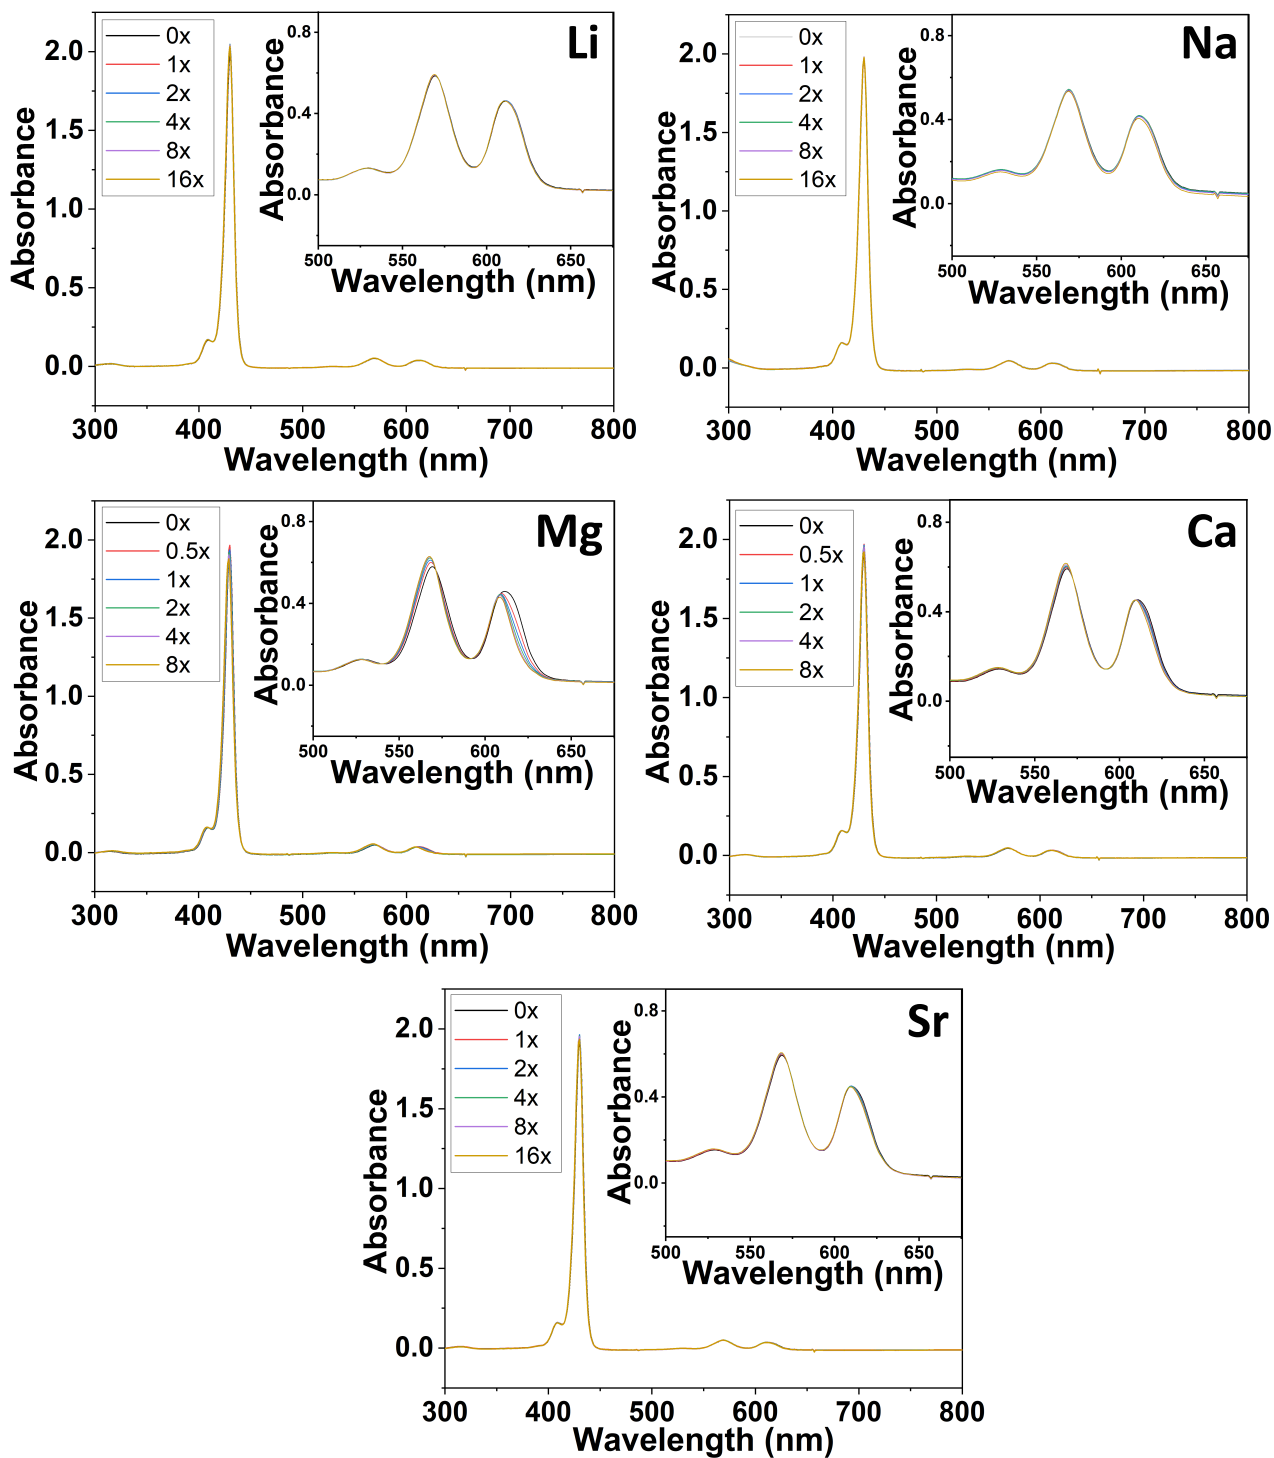 Li
0x
1x
2x
4x
8x
16x
Absorbance
2.0
1.5
1.0
0.5
0.0
300 400 500 600 700 800
Wavelength (nm)
Absorbance
0.8
0.4
0.0
500 550 600 650
Wavelength (nm)
Na
0x
1x
2x
4x
8x
16x
Absorbance
2.0
1.5
1.0
0.5
0.0
300 400 500 600 700 800
Wavelength (nm)
Absorbance
0.8
0.4
0.0
500 550 600 650
Wavelength (nm)
Mg
0x
0.5x
1x
2x
4x
8x
Absorbance
2.0
1.5
1.0
0.5
0.0
300 400 500 600 700 800
Wavelength (nm)
Absorbance
0.8
0.4
0.0
500 550 600 650
Wavelength (nm)
Ca
0x
0.5x
1x
2x
4x
8x
Absorbance
2.0
1.5
1.0
0.5
0.0
300 400 500 600 700 800
Wavelength (nm)
Absorbance
0.8
0.4
0.0
500 550 600 650
Wavelength (nm)
Sr
0x
1x
2x
4x
8x
16x
Absorbance
2.0
1.5
1.0
0.5
0.0
300 400 500 600 700 800
Wavelength (nm)
Absorbance
0.8
0.4
0.0
500 550 600 650
Wavelength (nm)